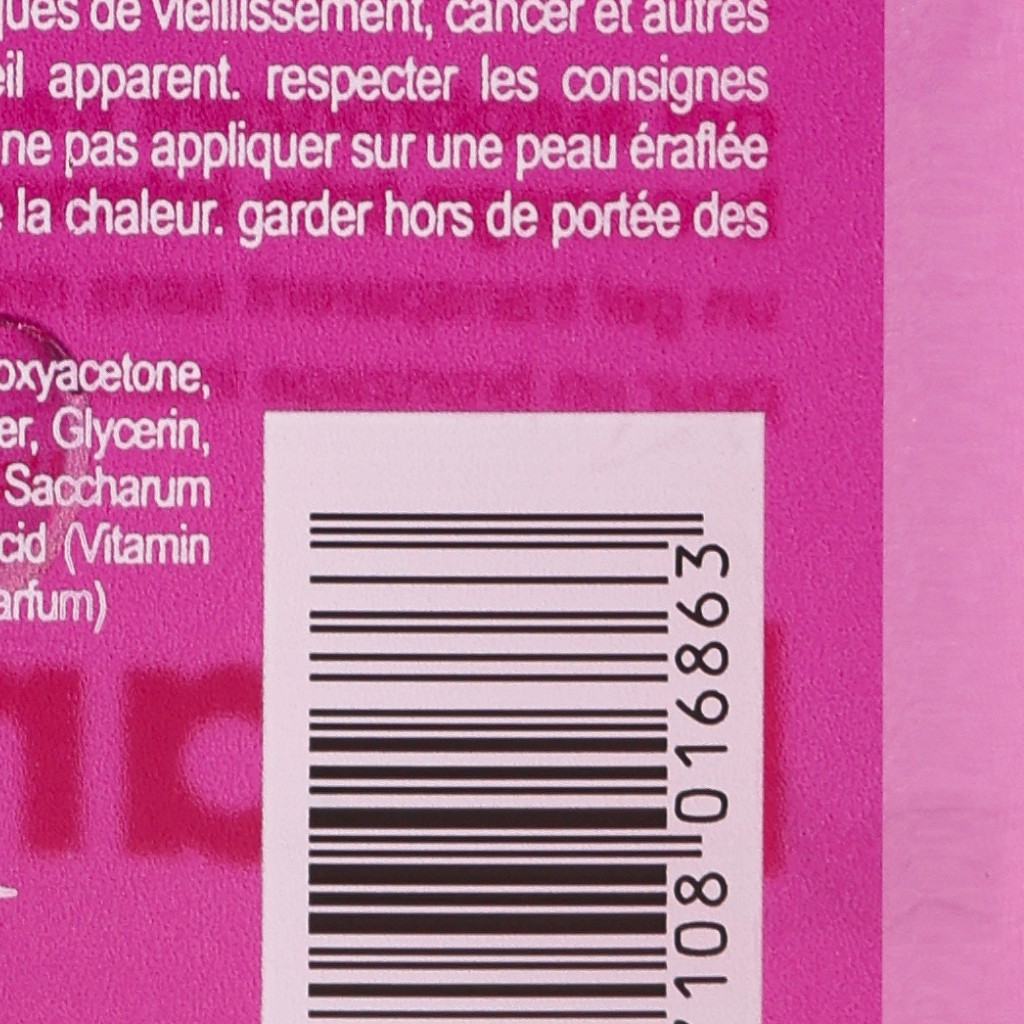 ques de vieillissement, cancer et autres
eil apparent. respecter les consignes
ne pas appliquer sur une peau éraflée
la chaleur. garder hors de portée des
oxyacetone,
er, Glycerin,
Saccharum
cid (Vitamin
arfum)
108 016863